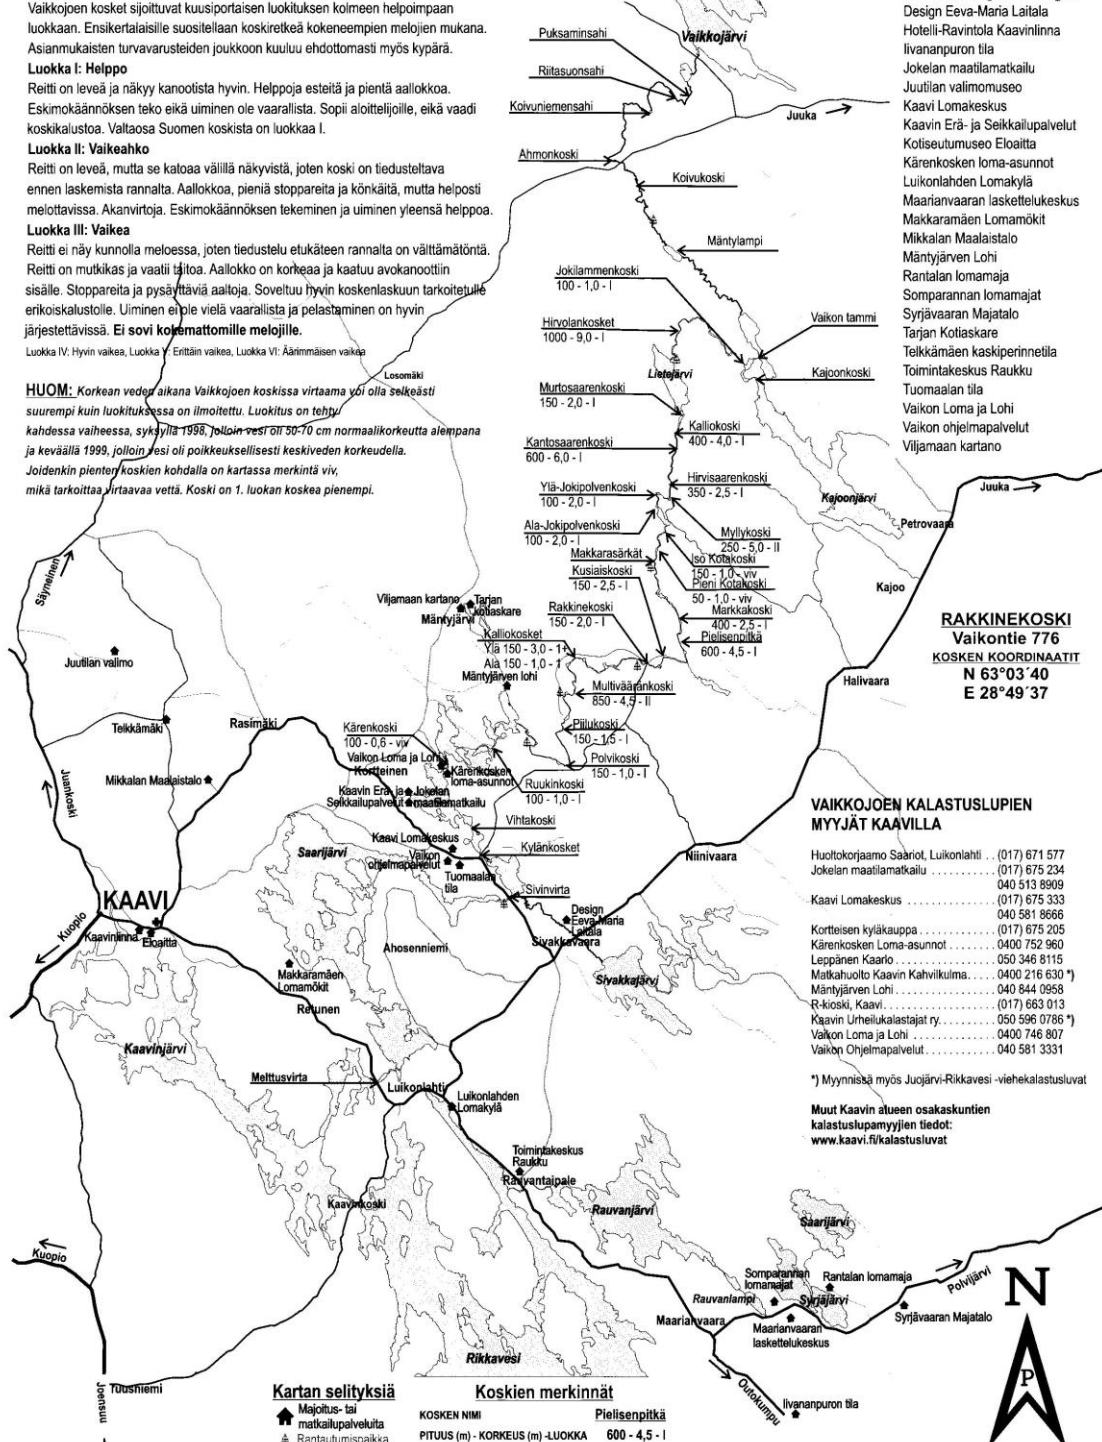 Vaikkojoen kosket sijoittuvat kuusiportaisen luokituksen kolmeen helpoimpaan
luokkaan. Ensikertalaisille suositellaan koskiretkeä kokeneempien melojien mukana.
Asianmukaisten turvavarusteiden joukkoon kuuluu ehdottomasti myös kypärä.
Luokka I: Helppo
Reitti on leveä ja näkyy kanootista hyvin. Helppoja esteitä ja pientä aallokkoa.
Eskimokäännöksen teko eikä uiminen ole vaarallista. Sopii aloittelijoille, eikä vaadi
koskikalustoa. Valtaosa Suomen koskista on luokkaa I.
Luokka II: Vaikeahko
Reitti on leveä, mutta se katoaa välillä näkyvistä, joten koski on tiedusteltava
ennen laskemista rannalta. Aallokkoa, pieniä stoppareita ja könkäitä, mutta helposti
melottavissa. Akanvirtoja. Eskimokäännöksen tekeminen ja uiminen yleensä helppoa.
Luokka III: Vaikea
Reitti ei näy kunnolla meloessa, joten tiedustelu etukäteen rannalta on välttämätöntä.
Reitti on mutkikas ja vaatii taitoa. Aallokko on korkeaa ja kaatuu avokanoottiin
sisälle. Stoppareita ja pysäyttäviä aaltoja. Soveltuu hyvin koskenlaskuun tarkoitetulle
erikoiskalustolle. Uiminen ei ole vielä vaarallista ja pelastaminen on hyvin
järjestettävissä. Ei sovi kokemattomille melojille.
Luokka IV: Hyvin vaikea, Luokka V: Erittäin vaikea, Luokka VI: Äärimmäisen vaikea
HUOM: Korkean veden aikana Vaikkojoen koskissa virtaama voi olla selkeästi
suurempi kuin luokituksessa on ilmoitettu. Luokitus on tehty
kahdessa vaiheessa, syksyllä 1998, jolloin vesi oli 50-70 cm normaalikorkeutta alempana
ja keväällä 1999, jolloin vesi oli poikkeuksellisesti keskiveden korkeudella.
Joidenkin pienten koskien kohdalla on kartassa merkintä viv,
mikä tarkoittaa virtaavaa vettä. Koski on 1. luokan koskea pienempi.
Design Eeva-Maria Laitala
Hotelli-Ravintola Kaavinlinna
Iivananpuron tila
Jokelan maatilamatkailu
Juutilan valimomuseo
Kaavi Lomakeskus
Kaavin Erä- ja Seikkailupalvelut
Kotiseutumuseo Eloaitta
Kärenkosken loma-asunnot
Luikonlahden Lomakylä
Maarianvaaran laskettelukeskus
Makkaramäen Lomamökit
Mikkalan Maalaistalo
Mäntyjärven Lohi
Rantalan lomamaja
Somparannan lomamajat
Syrjävaaran Majatalo
Tarjan Kotiaskare
Telkkämäen kaskiperinnetila
Toimintakeskus Raukku
Tuomaalan tila
Vaikon Loma ja Lohi
Vaikon ohjelmapalvelut
Viljamaan kartano
Vaikkojärvi
Puksaminsahi
Riitasuonsahi
Koivuniemensahi
Juuka
Ahmonkoski
Koivukoski
Mäntylampi
Jokilammenkoski
100 - 1,0 - I
Vaikon tammi
Hirvolankosket
1000 - 9,0 - I
Kajoonkoski
Lietejärvi
Losomäki
Murtosaarenkoski
150 - 2,0 - I
Kalliokoski
400 - 4,0 - I
Kantosaarenkoski
600 - 6,0 - I
Hirvisaarenkoski
350 - 2,5 - I
Ylä-Jokipolvenkoski
100 - 2,0 - I
Kajoonjärvi
Juuka
Petrovaara
Ala-Jokipolvenkoski
100 - 2,0 - I
Myllykoski
250 - 5,0 - II
Makkarasärkät
Iso Kotakoski
150 - 1,0 - viv
Kusiaiskoski
150 - 2,5 - I
Pieni Kotakoski
50 - 1,0 - viv
Kajoo
Säyneinen
Viljamaan kartano
Tarjan
kotiaskare
Mäntyjärvi
Rakkinekoski
150 - 2,0 - I
Markkakoski
400 - 2,5 - I
Kalliokosket
Ylä 150 - 3,0 - 1+
Ala 150 - 1,0 - 1
Pielisenpitkä
600 - 4,5 - I
RAKKINEKOSKI
Vaikontie 776
KOSKEN KOORDINAATIT
N 63°03´40
E 28°49´37
Juutilan valimo
Mäntyjärven lohi
Halivaara
Multivääränkoski
850 - 4,5 - II
Telkkämäki
Rasimäki
Kärenkoski
100 - 0,6 - viv
Piilukoski
150 - 1,5 - I
Vaikon Loma ja Lohi
Kortteinen
Polvikoski
150 - 1,0 - I
Mikkalan Maalaistalo
Juankoski
Kärenkosken
loma-asunnot
Kaavin Erä- ja
Seikkailupalvelut
Jokelan
maatilamatkailu
Ruukinkoski
100 - 1,0 - I
Vihtakoski
Kaavi Lomakeskus
Kylänkosket
Saarijärvi
Vaikon
ohjelmapalvelut
Tuomaalan
tila
Niinivaara
Sivinvirta
KAAVI
Kuopio
Kaavinlinna
Eloaitta
Design
Eeva-Maria
Laitala
Sivakkavaara
Ahosenniemi
Sivakkajärvi
Makkaramäen
Lomamökit
Retunen
Kaavinjärvi
Melttusvirta
Luikonlahti
Luikonlahden
Lomakylä
VAIKKOJOEN KALASTUSLUPIEN
MYYJÄT KAAVILLA
Huoltokorjaamo Saariot, Luikonlahti . . (017) 671 577
Jokelan maatilamatkailu . . . . . . . . . . . . (017) 675 234
040 513 8909
Kaavi Lomakeskus . . . . . . . . . . . . . . . . (017) 675 333
040 581 8666
Kortteisen kyläkauppa . . . . . . . . . . . . . . (017) 675 205
Kärenkosken Loma-asunnot . . . . . . . . 0400 752 960
Leppänen Kaarlo . . . . . . . . . . . . . . . . . . 050 346 8115
Matkahuolto Kaavin Kahvikulma. . . . . 0400 216 630 *)
Mäntyjärven Lohi . . . . . . . . . . . . . . . . . . 040 844 0958
R-kioski, Kaavi. . . . . . . . . . . . . . . . . . . . (017) 663 013
Kaavin Urheilukalastajat ry. . . . . . . . . . 050 596 0786 *)
Vaikon Loma ja Lohi . . . . . . . . . . . . . . 0400 746 807
Vaikon Ohjelmapalvelut . . . . . . . . . . . . 040 581 3331
*) Myynnissä myös Juojärvi-Rikkavesi -viehekalastusluvat
Muut Kaavin alueen osakaskuntien
kalastuslupamyyjien tiedot:
www.kaavi.fi/kalastusluvat
Toimintakeskus
Raukku
Rauvantaipale
Kaavinkoski
Rauvanjärvi
Saarijärvi
Kuopio
Somparannan
lomamajat
Rantalan lomamaja
Polvijärvi
Rauvanlampi
Syrjäjärvi
Maarianvaara
Maarianvaaran
laskettelukeskus
Syrjävaaran Majatalo
Rikkavesi
Tuusniemi
Joensuu
Outokumpu
Iivananpuron tila
N
P
Kartan selityksiä
Majoitus- tai
matkailupalveluita
Rantautumispaikka
Koskien merkinnät
KOSKEN NIMI Pielisenpitkä
PITUUS (m) - KORKEUS (m) -LUOKKA 600 - 4,5 - I